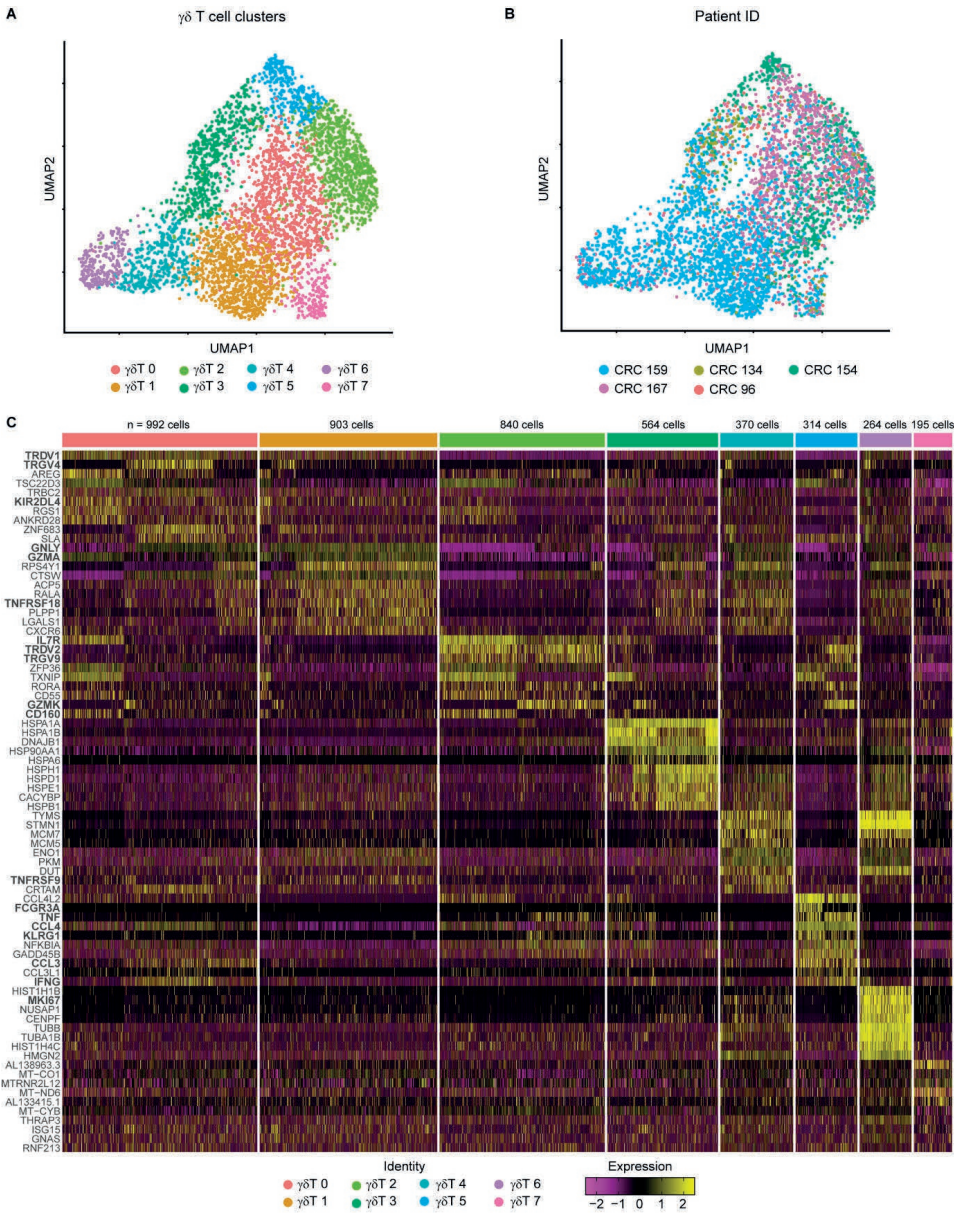 A
γδ T cell clusters
UMAP2
UMAP1
γδT 0
γδT 2
γδT 4
γδT 6
γδT 1
γδT 3
γδT 5
γδT 7
B
Patient ID
UMAP2
UMAP1
CRC 159
CRC 134
CRC 154
CRC 167
CRC 96
C
n = 992 cells
903 cells
840 cells
564 cells
370 cells
314 cells
264 cells
195 cells
TRDV1
TRGV4
AREG
TSC22D3
TRBC2
KIR2DL4
RGS1
ANKRD28
ZNF683
SLA
GNLY
GZMA
RPS4Y1
CTSW
ACP5
RALA
TNFRSF18
PLPP1
LGALS1
CXCR6
IL7R
TRDV2
TRGV9
ZFP36
TXNIP
RORA
CD55
GZMK
CD160
HSPA1A
HSPA1B
DNAJB1
HSP90AA1
HSPA6
HSPH1
HSPD1
HSPE1
CACYBP
HSPB1
TYMS
STMN1
MCM7
MCM5
ENO1
PKM
DUT
TNFRSF9
CRTAM
CCL4L2
FCGR3A
TNF
CCL4
KLRG1
NFKBIA
GADD45B
CCL3
CCL3L1
IFNG
HIST1H1B
MKI67
NUSAP1
CENPF
TUBB
TUBA1B
HIST1H4C
HMGN2
AL138963.3
MT−CO1
MTRNR2L12
MT−ND6
AL133415.1
MT−CYB
THRAP3
ISG15
GNAS
RNF213
Identity
γδT 0
γδT 2
γδT 4
γδT 6
γδT 1
γδT 3
γδT 5
γδT 7
Expression
−2 −1 0 1 2